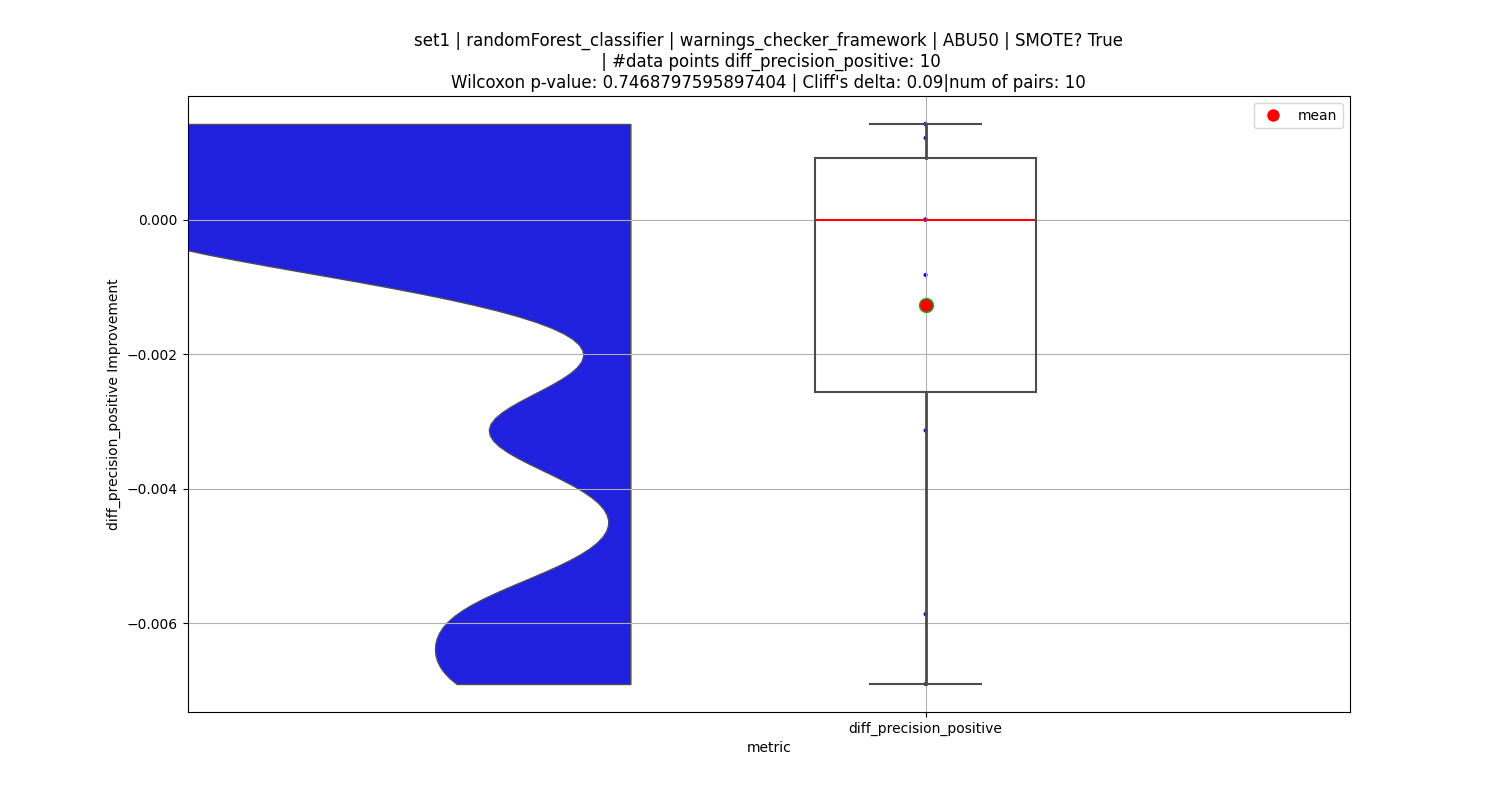 set1 | randomForest_classifier | warnings_checker_framework | ABU50 | SMOTE? True
| #data points diff_precision_positive: 10
Wilcoxon p-value: 0.7468797595897404 | Cliff's delta: 0.09|num of pairs: 10
mean
0.000
−0.002
−0.004
−0.006
diff_precision_positive Improvement
diff_precision_positive
metric